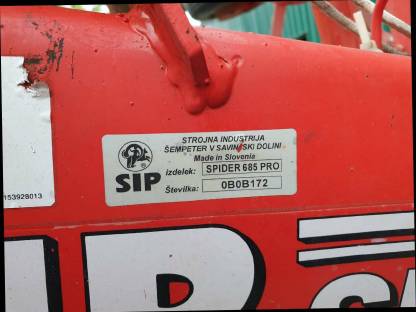 STROJNA INDUSTRIJA
ŠEMPETER V SAVINJSKI DOLINI
Made in Slovenia
SIP
izdelek: SPIDER 685 PRO
Številka: 0B0B172
153928013